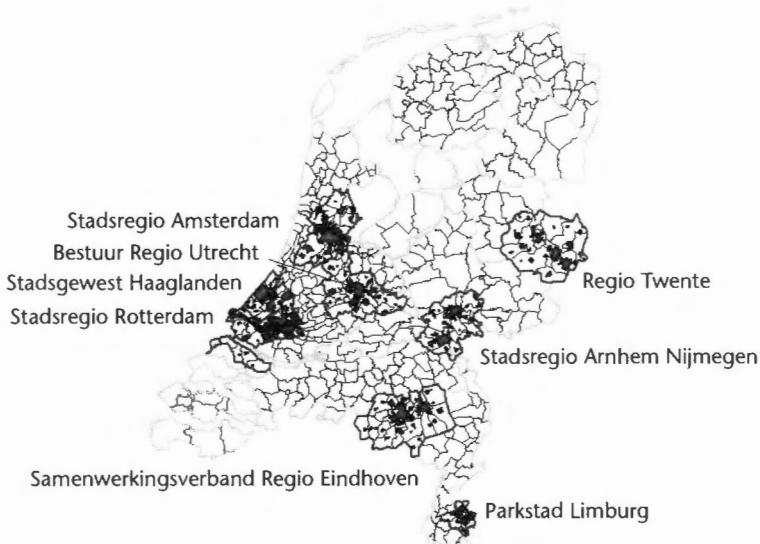 Stadsregio Amsterdam
Bestuur Regio Utrecht
Stadsgewest Haaglanden
Stadsregio Rotterdam
Regio Twente
Stadsregio Arnhem Nijmegen
Samenwerkingsverband Regio Eindhoven
Parkstad Limburg